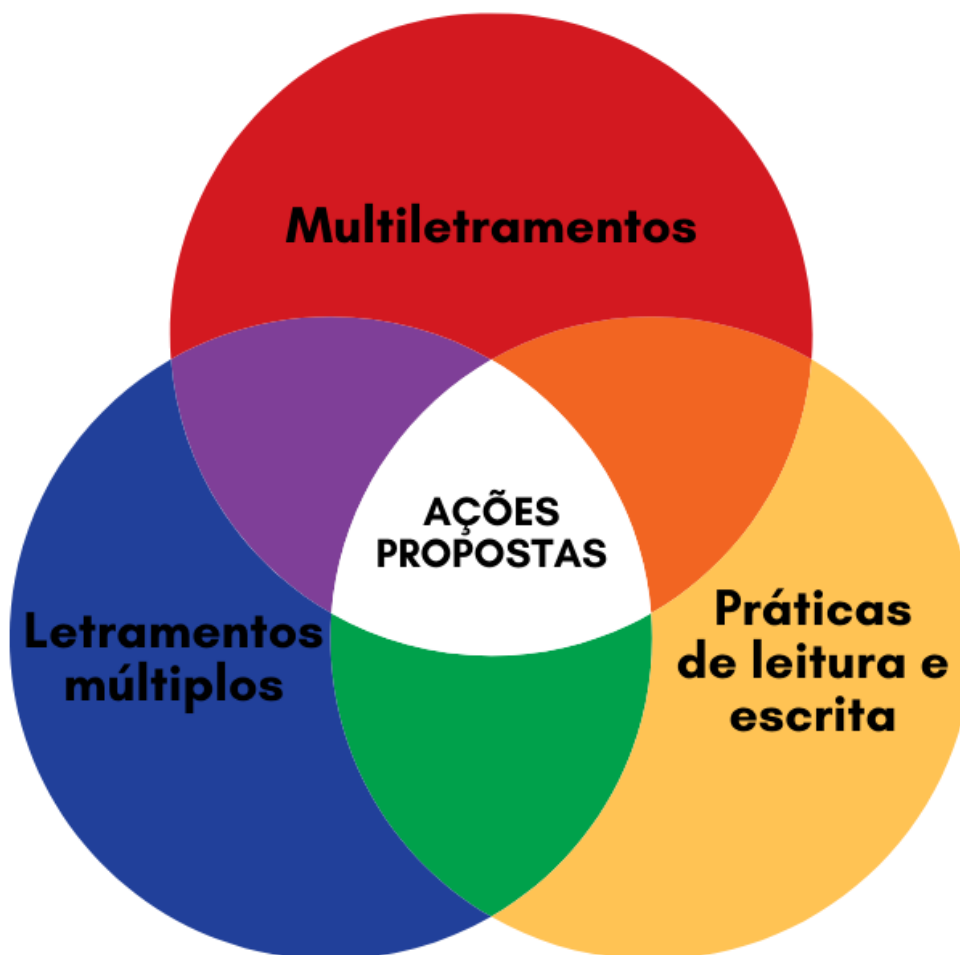 Multiletramentos
AÇÕES
PROPOSTAS
Letramentos
múltiplos
Práticas
de leitura e
escrita